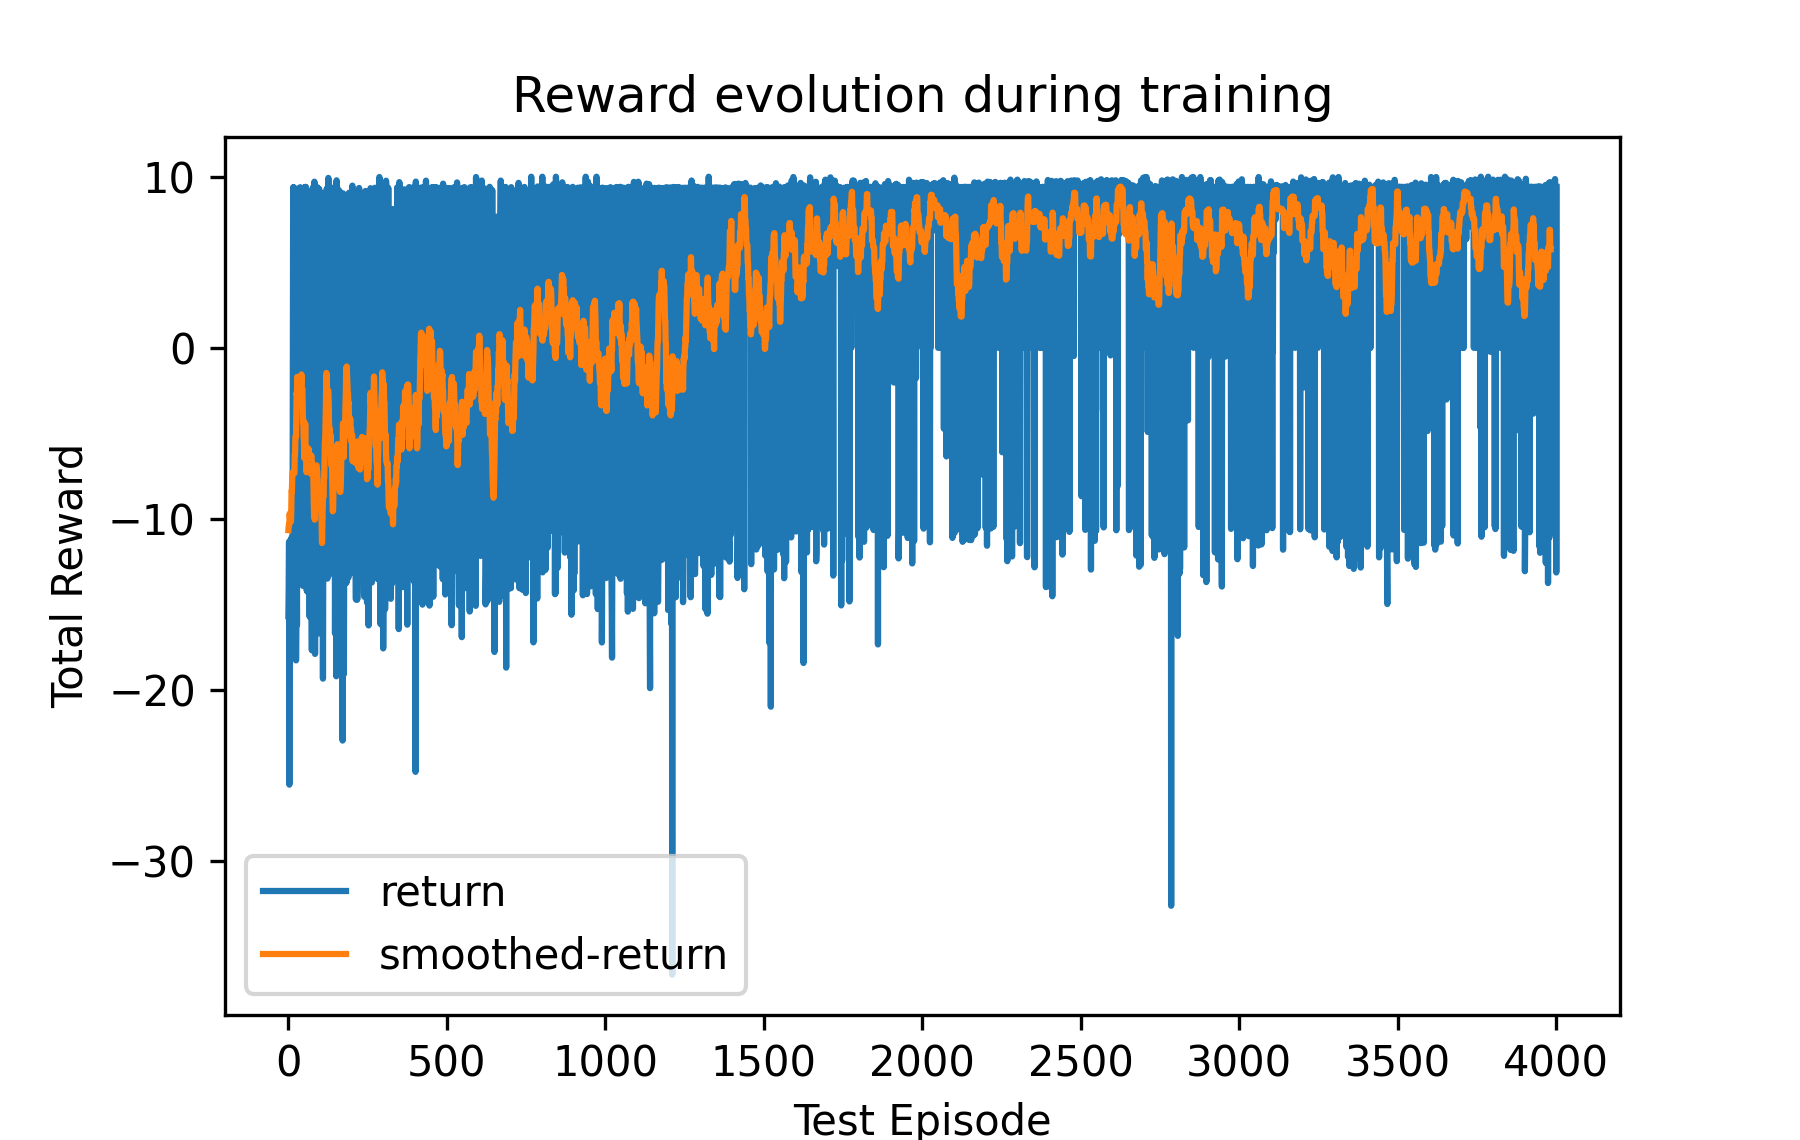 Reward evolution during training
10
0
−10
−20
−30
Total Reward
return
smoothed-return
0 500 1000 1500 2000 2500 3000 3500 4000
Test Episode